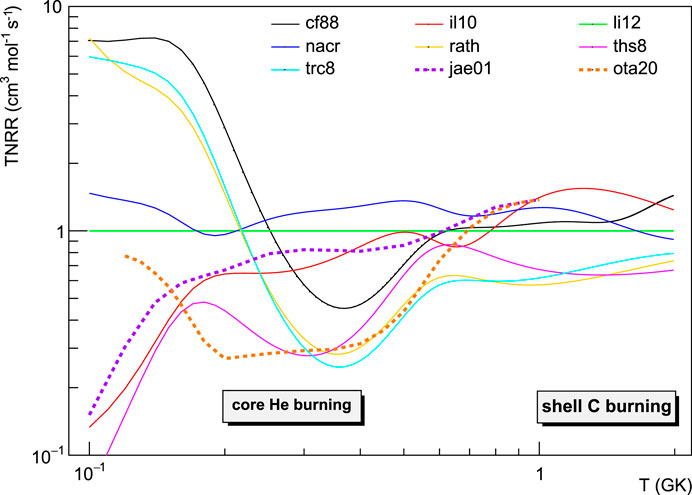 10
cf88 il10 li12
nacr rath ths8
trc8 jae01 ota20
TNRR (cm³ mol⁻¹ s⁻¹)
1
core He burning
shell C burning
10⁻¹
10⁻¹ 1 T (GK)